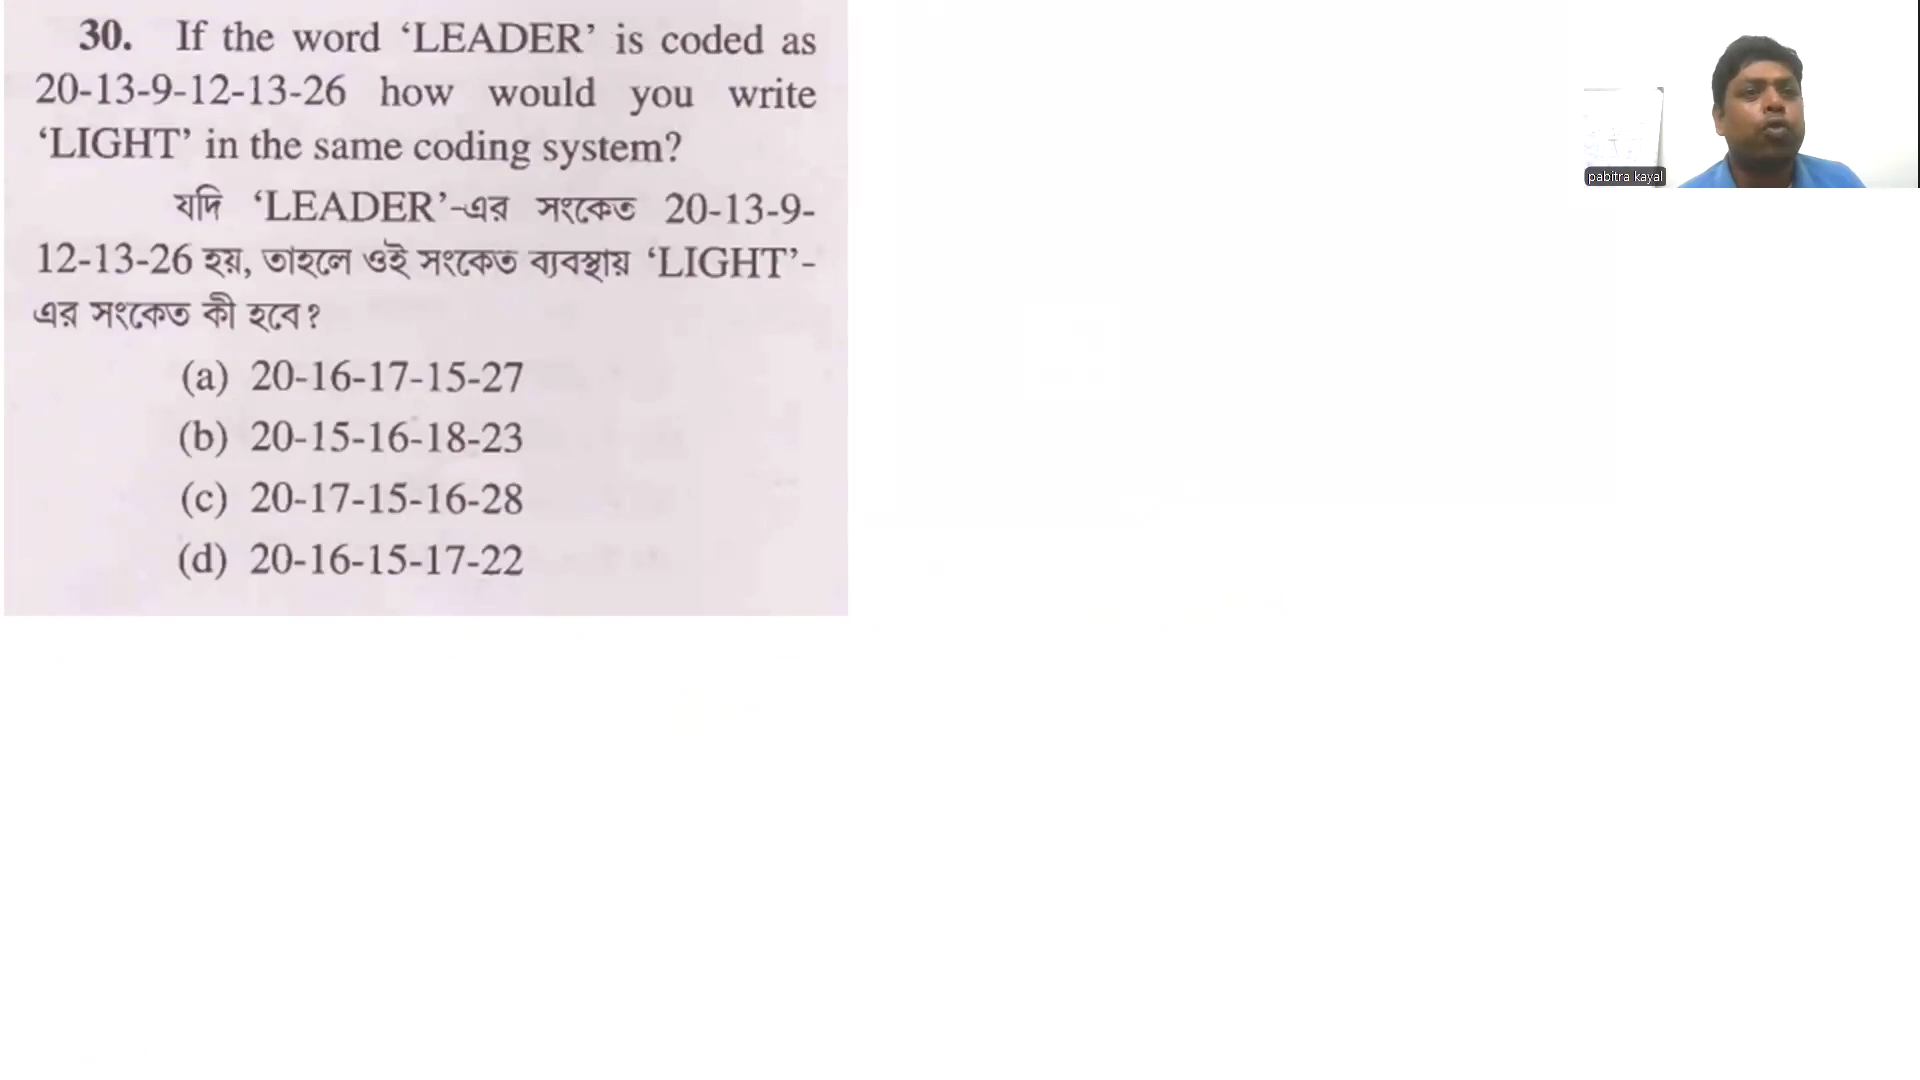 30. If the word ‘LEADER’ is coded as
20-13-9-12-13-26 how would you write
‘LIGHT’ in the same coding system?
যদি ‘LEADER’-এর সংকেত 20-13-9-
12-13-26 হয়, তাহলে ওই সংকেত ব্যবস্থায় ‘LIGHT’-
এর সংকেত কী হবে?
(a) 20-16-17-15-27
(b) 20-15-16-18-23
(c) 20-17-15-16-28
(d) 20-16-15-17-22
pabitra kayal